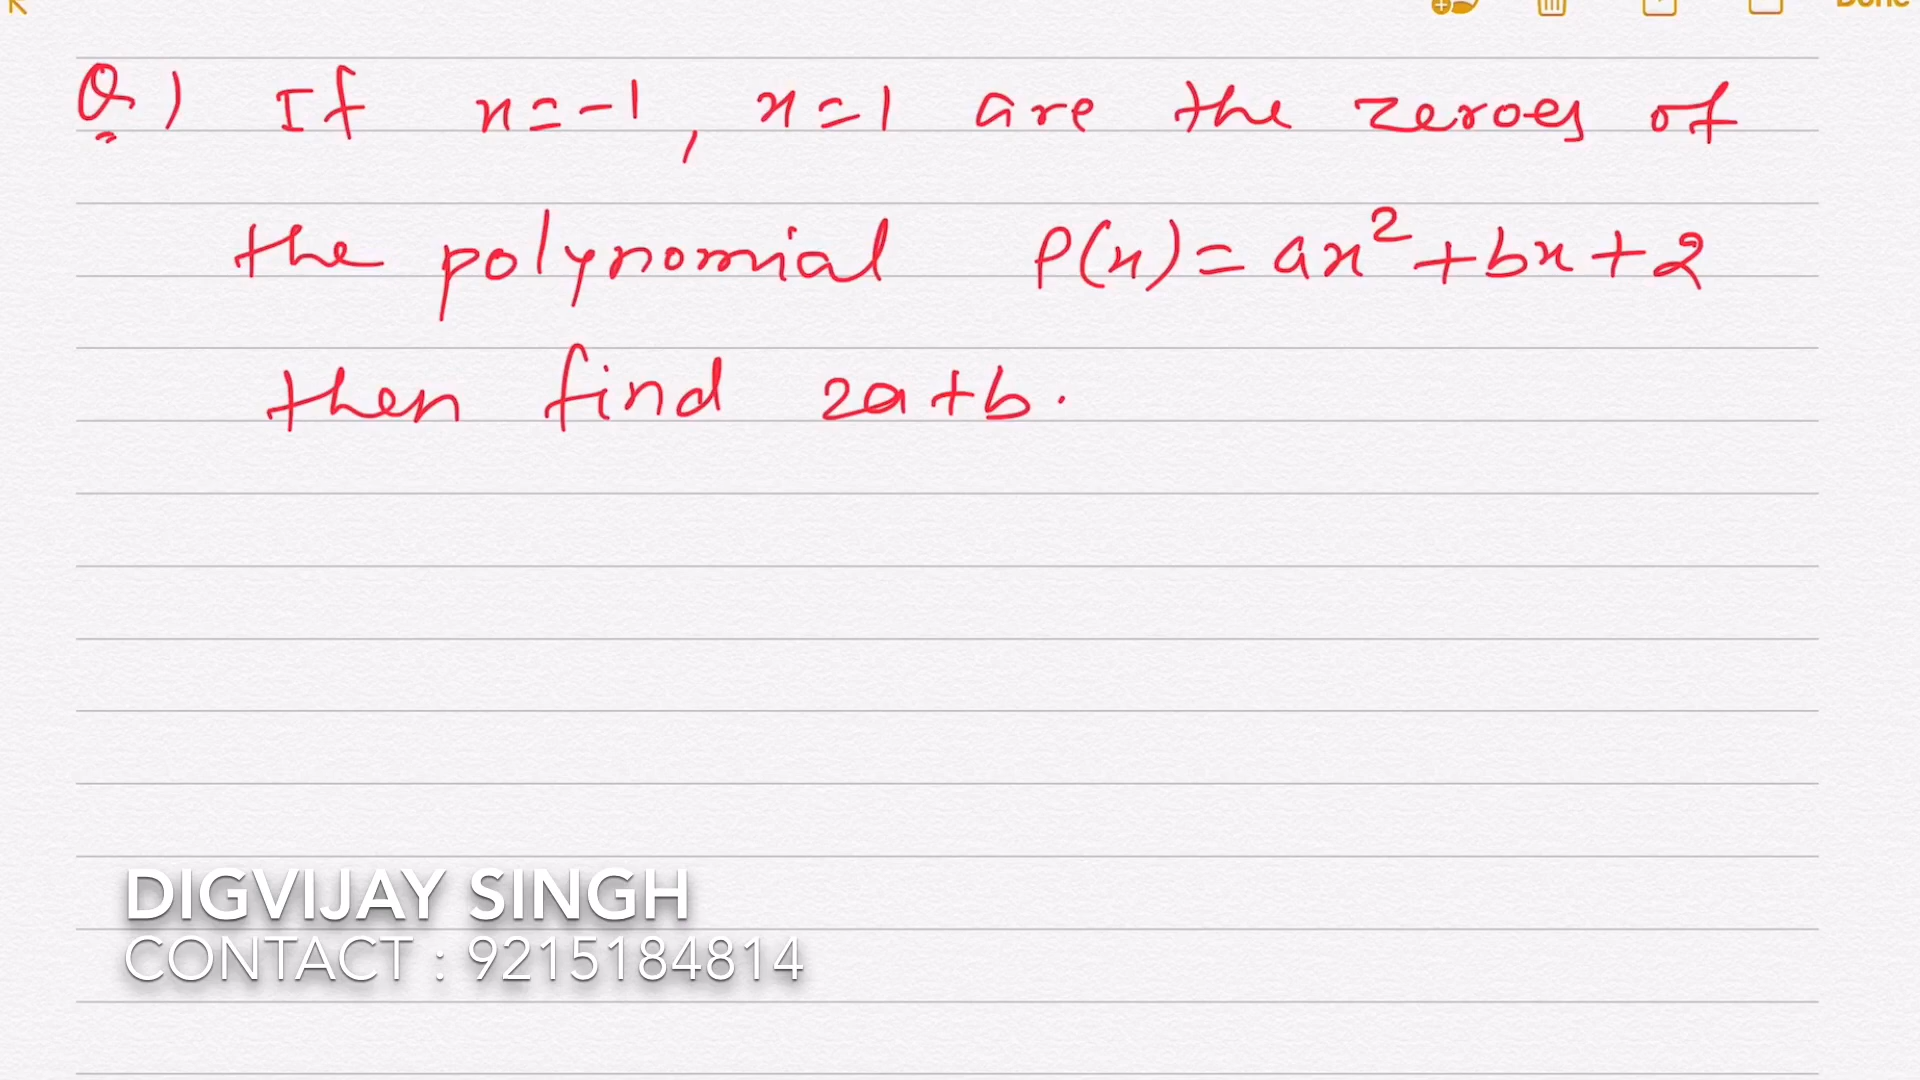 Q) If x=-1, x=1 are the zeroes of
the polynomial P(x)=ax²+bx+2
then find 2a+b.
DIGVIJAY SINGH
CONTACT : 9215184814